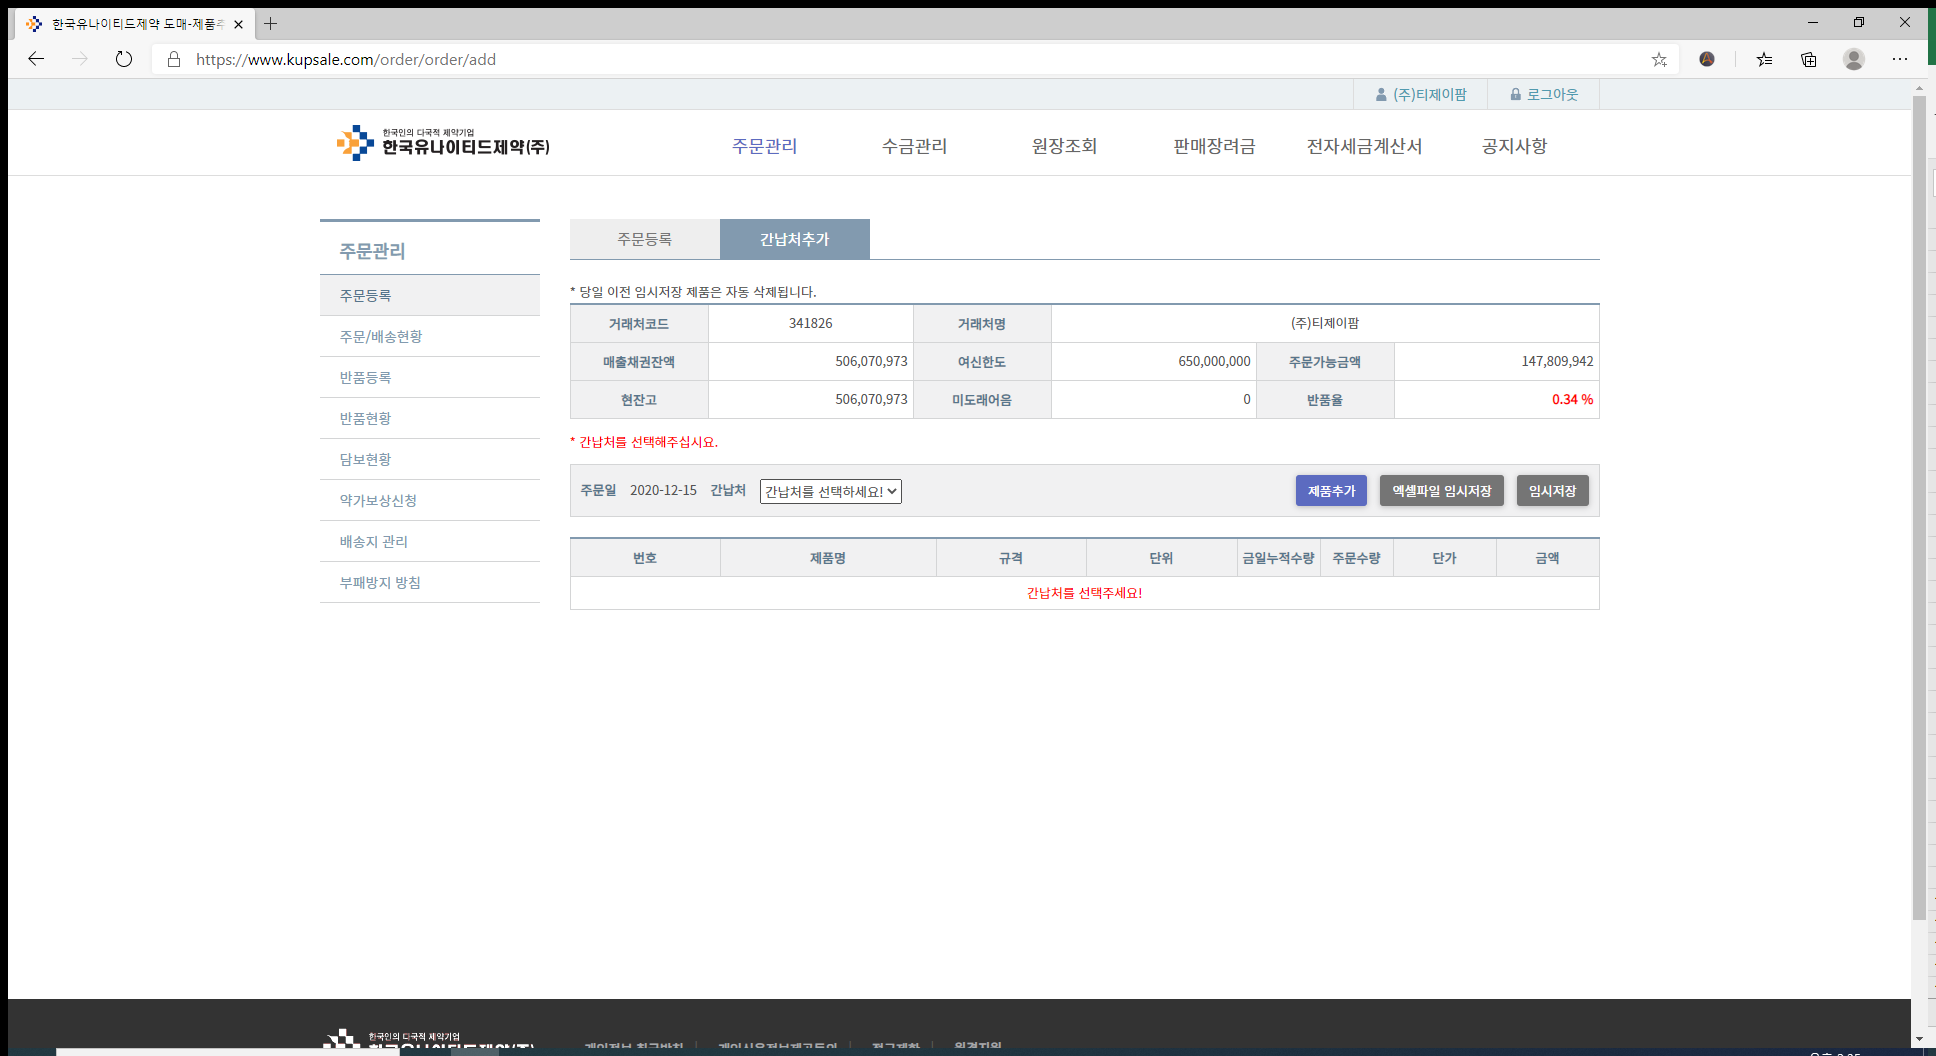 한국유나이티드제약 도매-제품주
https://www.kupsale.com/order/order/add
(주)티제이팜
로그아웃
한국인의 다국적 제약기업
한국유나이티드제약(주)
주문관리 수금관리 원장조회 판매장려금 전자세금계산서 공지사항
주문관리
주문등록
주문/배송현황
반품등록
반품현황
담보현황
약가보상신청
배송지 관리
부패방지 방침
주문등록 간납처추가
* 당일 이전 임시저장 제품은 자동 삭제됩니다.
거래처코드 341826 거래처명 (주)티제이팜
매출채권잔액 506,070,973 여신한도 650,000,000 주문가능금액 147,809,942
현잔고 506,070,973 미도래어음 0 반품율 0.34 %
* 간납처를 선택해주십시요.
주문일 2020-12-15 간납처 간납처를 선택하세요! 제품추가 엑셀파일 임시저장 임시저장
번호 제품명 규격 단위 금일누적수량 주문수량 단가 금액
간납처를 선택주세요!
한국인의 다국적 제약기업
한국유나이티드제약(주)